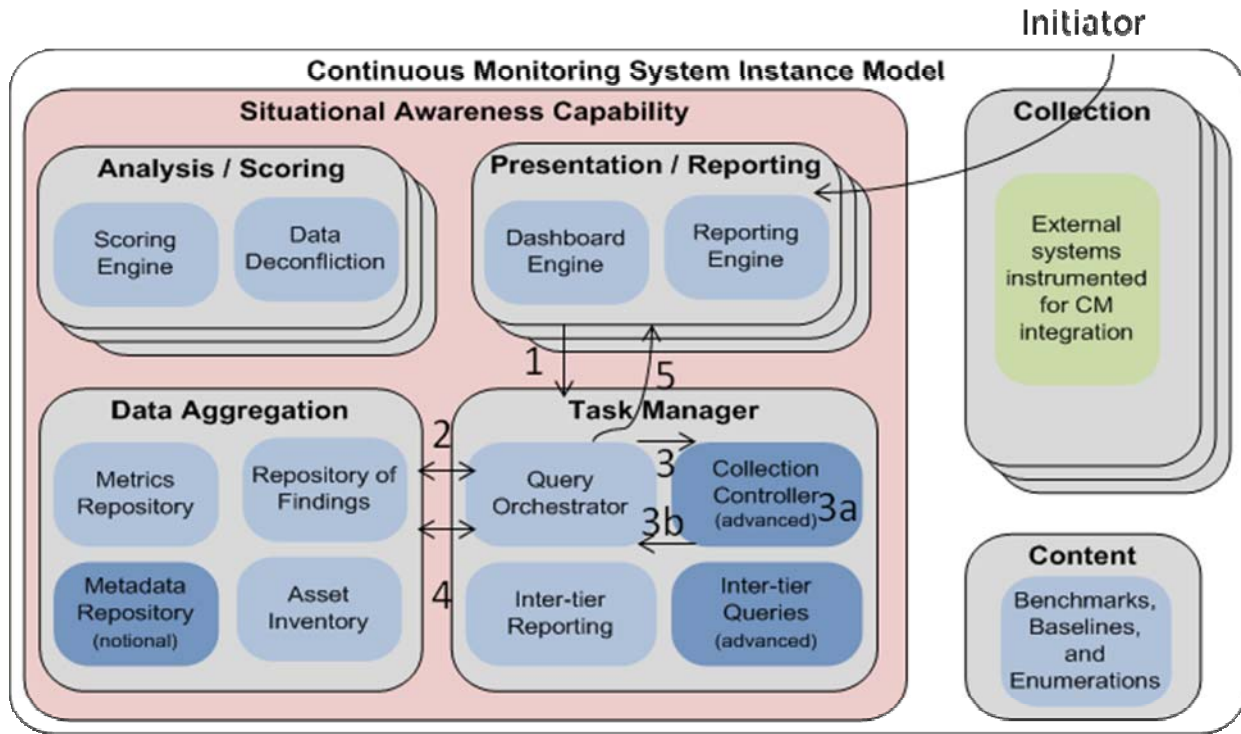 Initiator
Continuous Monitoring System Instance Model
Situational Awareness Capability
Analysis / Scoring
Scoring
Engine
Data
Deconfliction
Presentation / Reporting
Dashboard
Engine
Reporting
Engine
Collection
External
systems
instrumented
for CM
integration
1
5
Data Aggregation
Metrics
Repository
Repository of
Findings
Metadata
Repository
(notional)
Asset
Inventory
2
4
Task Manager
Query
Orchestrator
3
3b
Collection
Controller
(advanced)
3a
Inter-tier
Reporting
Inter-tier
Queries
(advanced)
Content
Benchmarks,
Baselines,
and
Enumerations